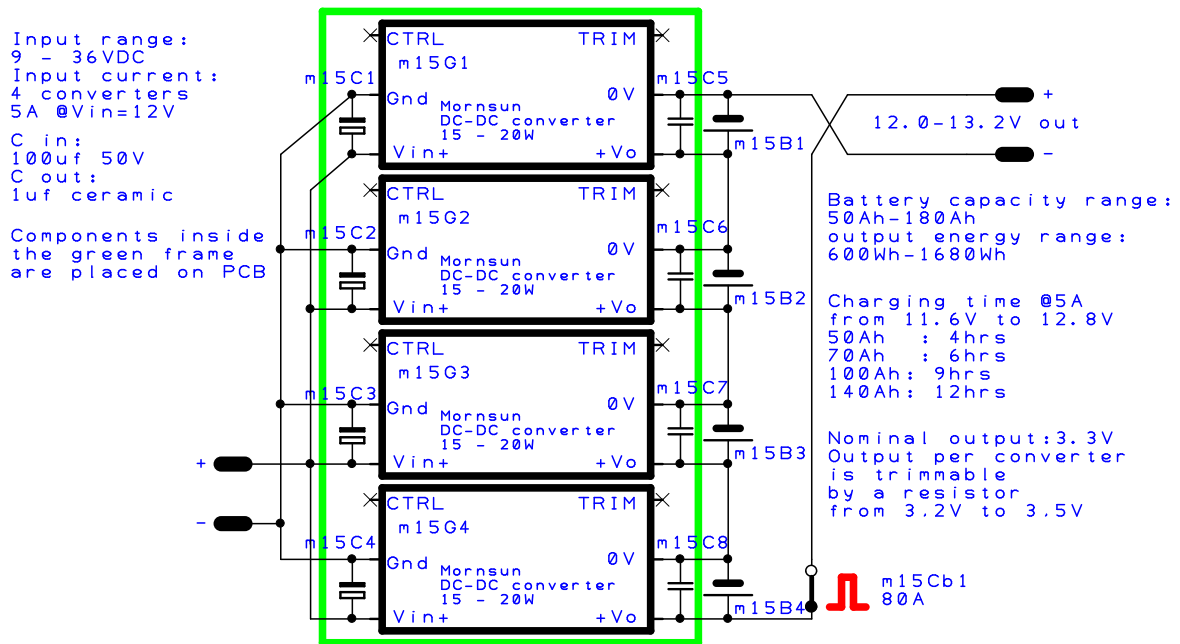 Input range:
9 - 36VDC
Input current:
4 converters
5A @Vin=12V
C in:
100uf 50V
C out:
1uf ceramic
Components inside
the green frame
are placed on PCB
m15C1
CTRL
TRIM
m15G1
Gnd
0V
Mornsun
DC-DC converter
15 - 20W
Vin+
+Vo
m15C5
m15B1
m15C2
CTRL
TRIM
m15G2
Gnd
0V
Mornsun
DC-DC converter
15 - 20W
Vin+
+Vo
m15C6
m15B2
m15C3
CTRL
TRIM
m15G3
Gnd
0V
Mornsun
DC-DC converter
15 - 20W
Vin+
+Vo
m15C7
m15B3
+
-
m15C4
CTRL
TRIM
m15G4
Gnd
0V
Mornsun
DC-DC converter
15 - 20W
Vin+
+Vo
m15C8
m15B4
+
12.0-13.2V out
-
Battery capacity range:
50Ah-180Ah
output energy range:
600Wh-1680Wh
Charging time @5A
from 11.6V to 12.8V
50Ah : 4hrs
70Ah : 6hrs
100Ah: 9hrs
140Ah: 12hrs
Nominal output:3.3V
Output per converter
is trimmable
by a resistor
from 3.2V to 3.5V
m15Cb1
80A